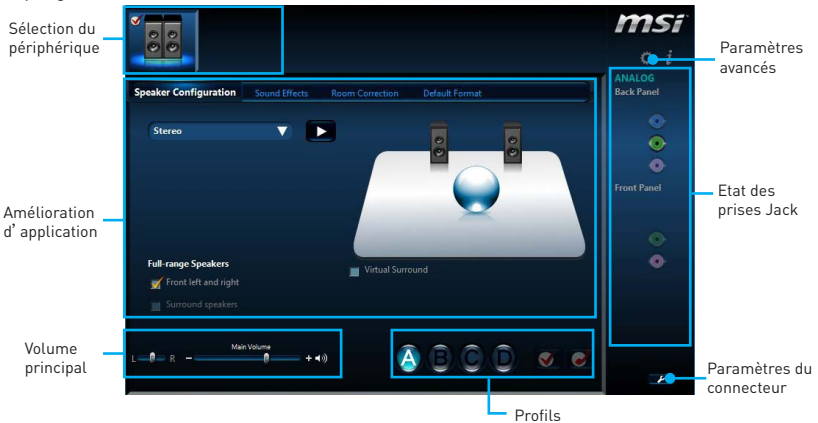 Sélection du
périphérique
msi
Paramètres
avancés
ANALOG
Back Panel
Speaker Configuration
Sound Effects
Room Correction
Default Format
Stereo
Front Panel
Etat des
prises Jack
Amélioration
d’application
Full-range Speakers
Front left and right
Surround speakers
Virtual Surround
Volume
principal
Main Volume
L
R
A
B
C
D
Paramètres du
connecteur
Profils